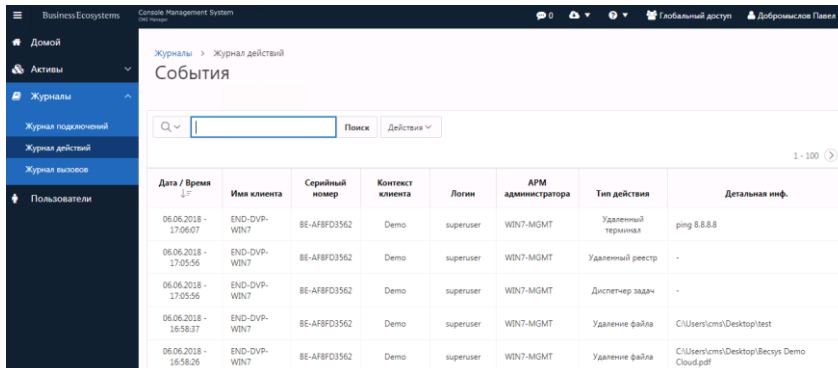 BusinessEcosystems
Console Management System
CMS Manager
0
Глобальный доступ
Добромыслов Павел
Домой
Активы
Журналы
Журнал подключений
Журнал действий
Журнал вызовов
Пользователи
Журналы > Журнал действий
События
Поиск
Действия
1 - 100
Дата / Время
Имя клиента
Серийный
номер
Контекст
клиента
Логин
АРМ
администратора
Тип действия
Детальная инф.
06.06.2018 -
17:06:07
END-DVP-
WIN7
BE-AF8FD3562
Demo
superuser
WIN7-MGMT
Удаленный
терминал
ping 8.8.8.8
06.06.2018 -
17:05:56
END-DVP-
WIN7
BE-AF8FD3562
Demo
superuser
WIN7-MGMT
Удаленный реестр
-
06.06.2018 -
17:05:56
END-DVP-
WIN7
BE-AF8FD3562
Demo
superuser
WIN7-MGMT
Диспетчер задач
-
06.06.2018 -
16:58:37
END-DVP-
WIN7
BE-AF8FD3562
Demo
superuser
WIN7-MGMT
Удаление файла
C:\Users\cms\Desktop\test
06.06.2018 -
16:58:26
END-DVP-
WIN7
BE-AF8FD3562
Demo
superuser
WIN7-MGMT
Удаление файла
C:\Users\cms\Desktop\Becsys Demo
Cloud.pdf